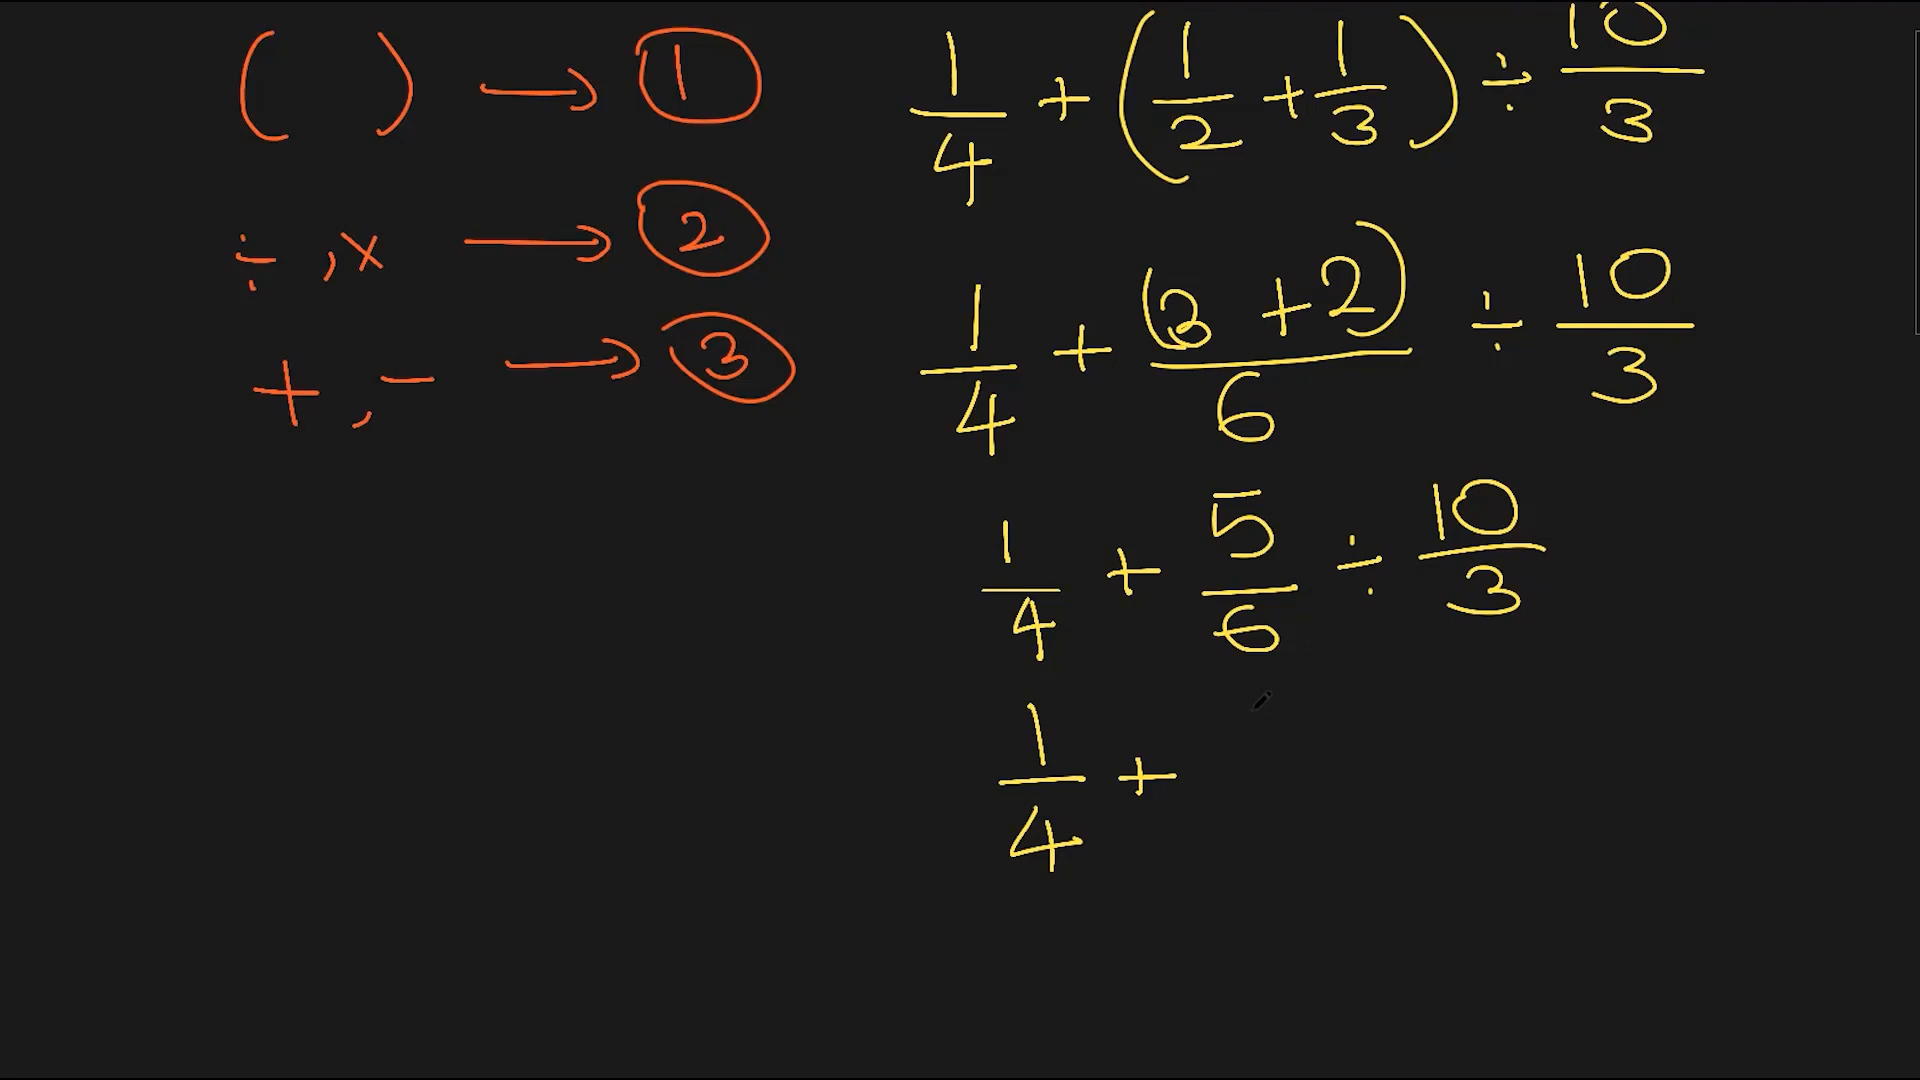 ( ) → 1
÷ , × → 2
+ , − → 3
1/4 + (1/2 + 1/3) ÷ 10/3
1/4 + (3 + 2)/6 ÷ 10/3
1/4 + 5/6 ÷ 10/3
1/4 +